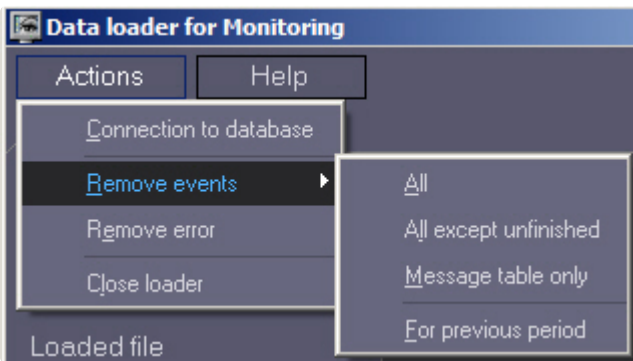 Data loader for Monitoring
Actions Help
Connection to database
Remove events
All
Remove error
All except unfinished
Message table only
Close loader
For previous period
Loaded file